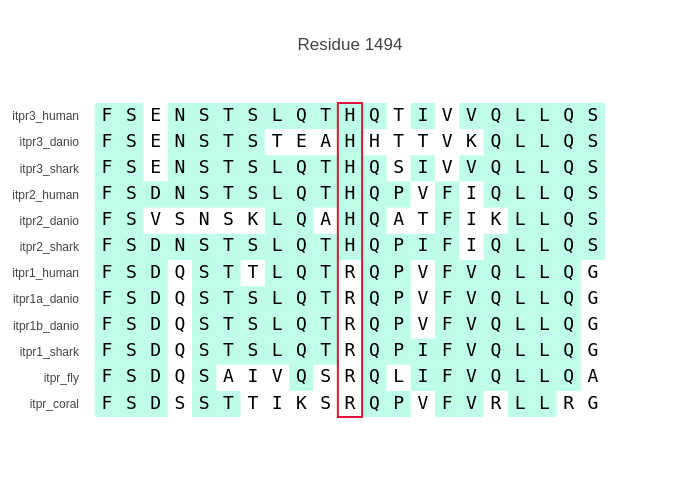 Residue 1494
itpr3_human F S E N S T S L Q T H Q T I V V Q L L Q S
itpr3_danio F S E N S T S T E A H H T T V K Q L L Q S
itpr3_shark F S E N S T S L Q T H Q S I V V Q L L Q S
itpr2_human F S D N S T S L Q T H Q P V F I Q L L Q S
itpr2_danio F S V S N S K L Q A H Q A T F I K L L Q S
itpr2_shark F S D N S T S L Q T H Q P I F I Q L L Q S
itpr1_human F S D Q S T T L Q T R Q P V F V Q L L Q G
itpr1a_danio F S D Q S T S L Q T R Q P V F V Q L L Q G
itpr1b_danio F S D Q S T S L Q T R Q P V F V Q L L Q G
itpr1_shark F S D Q S T S L Q T R Q P I F V Q L L Q G
itpr_fly F S D Q S A I V Q S R Q L I F V Q L L Q A
itpr_coral F S D S S T T I K S R Q P V F V R L L R G